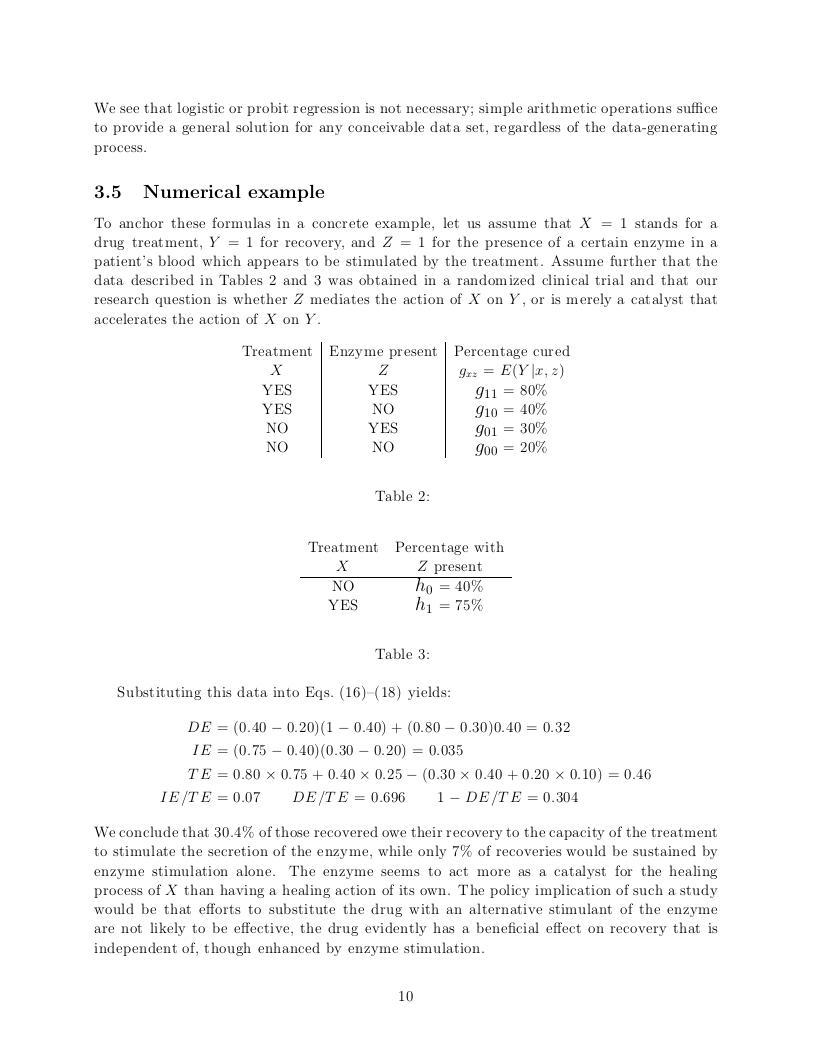 We see that logistic or probit regression is not necessary; simple arithmetic operations suffice
to provide a general solution for any conceivable data set, regardless of the data-generating
process.
3.5 Numerical example
To anchor these formulas in a concrete example, let us assume that X = 1 stands for a
drug treatment, Y = 1 for recovery, and Z = 1 for the presence of a certain enzyme in a
patient's blood which appears to be stimulated by the treatment. Assume further that the
data described in Tables 2 and 3 was obtained in a randomized clinical trial and that our
research question is whether Z mediates the action of X on Y, or is merely a catalyst that
accelerates the action of X on Y.
Treatment Enzyme present Percentage cured
X Z g_{xz} = E(Y|x, z)
YES YES g_{11} = 80%
YES NO g_{10} = 40%
NO YES g_{01} = 30%
NO NO g_{00} = 20%
Table 2:
Treatment Percentage with
X Z present
NO h_0 = 40%
YES h_1 = 75%
Table 3:
Substituting this data into Eqs. (16)–(18) yields:
DE = (0.40 − 0.20)(1 − 0.40) + (0.80 − 0.30)0.40 = 0.32
IE = (0.75 − 0.40)(0.30 − 0.20) = 0.035
TE = 0.80 × 0.75 + 0.40 × 0.25 − (0.30 × 0.40 + 0.20 × 0.10) = 0.46
IE/TE = 0.07 DE/TE = 0.696 1 − DE/TE = 0.304
We conclude that 30.4% of those recovered owe their recovery to the capacity of the treatment
to stimulate the secretion of the enzyme, while only 7% of recoveries would be sustained by
enzyme stimulation alone. The enzyme seems to act more as a catalyst for the healing
process of X than having a healing action of its own. The policy implication of such a study
would be that efforts to substitute the drug with an alternative stimulant of the enzyme
are not likely to be effective, the drug evidently has a beneficial effect on recovery that is
independent of, though enhanced by enzyme stimulation.
10